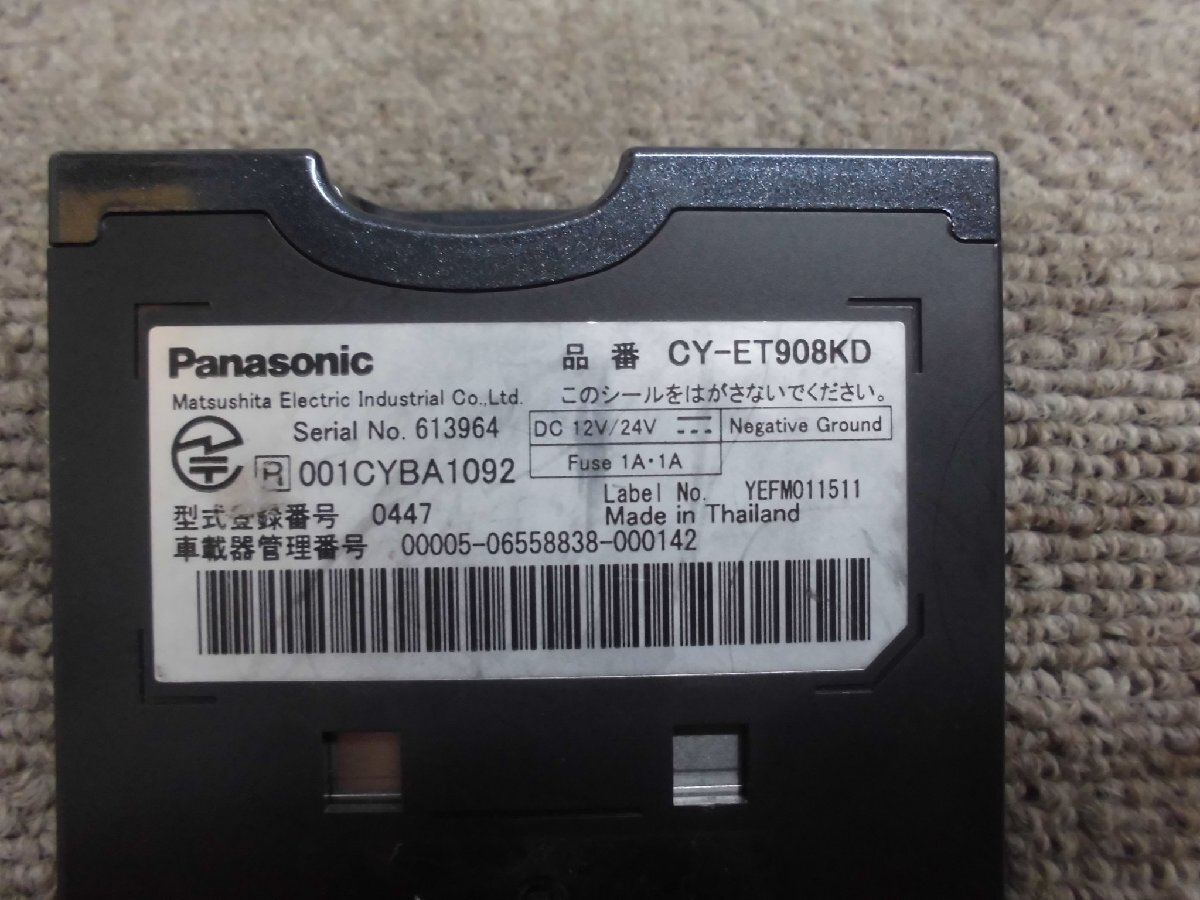 Panasonic 品番 CY-ET908KD
Matsushita Electric Industrial Co.,Ltd. このシールをはがさないでください。
Serial No. 613964 DC 12V/24V Negative Ground
R 001CYBA1092 Fuse 1A・1A
Label No. YEFM011511
型式登録番号 0447 Made in Thailand
車載器管理番号 00005-06558838-000142